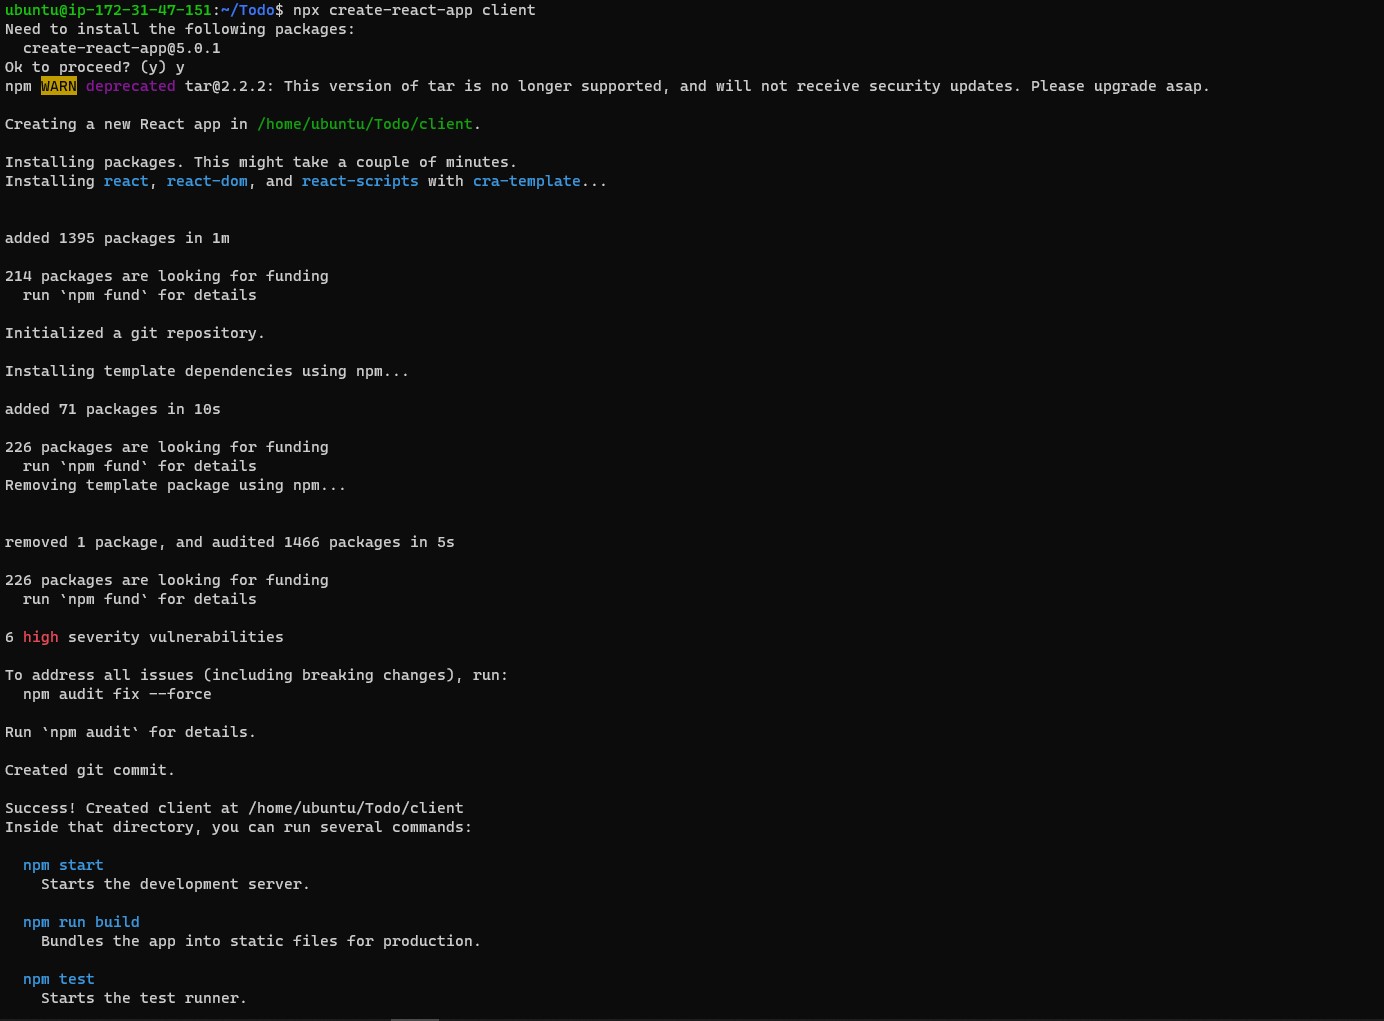 ubuntu@ip-172-31-47-151:~/Todo$ npx create-react-app client
Need to install the following packages:
  create-react-app@5.0.1
Ok to proceed? (y) y
npm WARN deprecated tar@2.2.2: This version of tar is no longer supported, and will not receive security updates. Please upgrade asap.
Creating a new React app in /home/ubuntu/Todo/client.
Installing packages. This might take a couple of minutes.
Installing react, react-dom, and react-scripts with cra-template...
added 1395 packages in 1m
214 packages are looking for funding
  run `npm fund` for details
Initialized a git repository.
Installing template dependencies using npm...
added 71 packages in 10s
226 packages are looking for funding
  run `npm fund` for details
Removing template package using npm...
removed 1 package, and audited 1466 packages in 5s
226 packages are looking for funding
  run `npm fund` for details
6 high severity vulnerabilities
To address all issues (including breaking changes), run:
  npm audit fix --force
Run `npm audit` for details.
Created git commit.
Success! Created client at /home/ubuntu/Todo/client
Inside that directory, you can run several commands:
  npm start
    Starts the development server.
  npm run build
    Bundles the app into static files for production.
  npm test
    Starts the test runner.